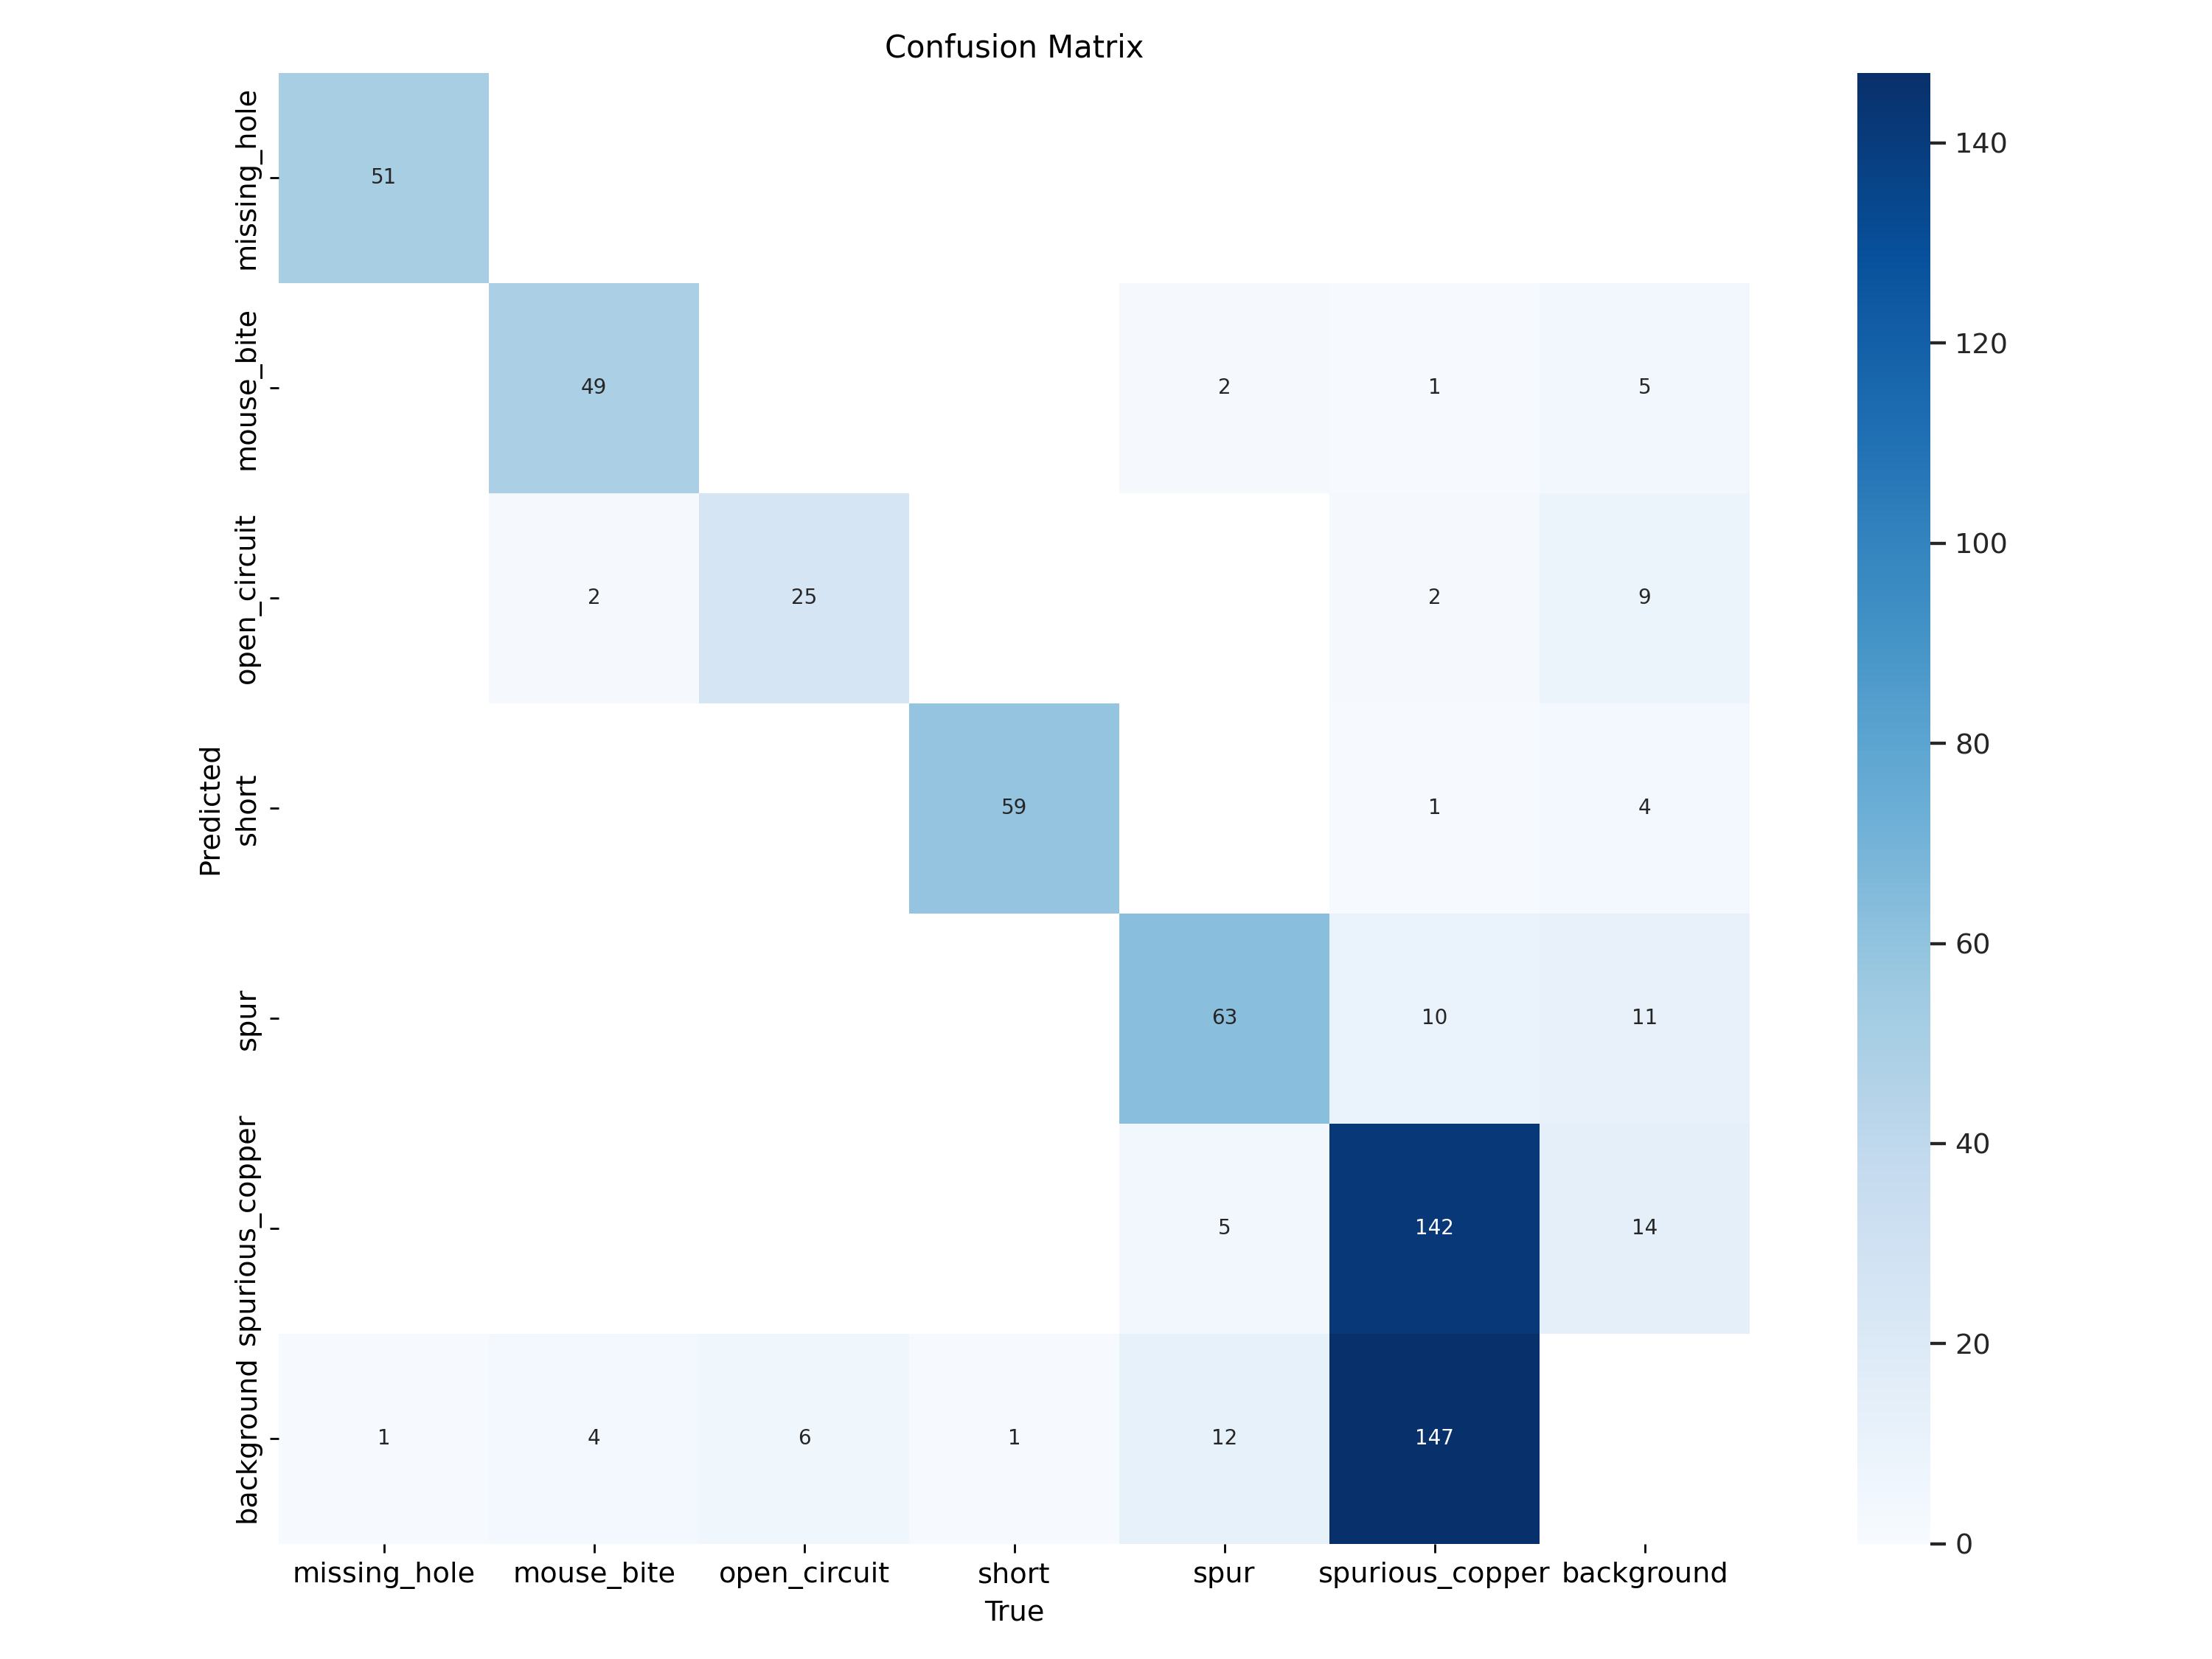 Confusion Matrix
missing_hole
51
mouse_bite
49 2 1 5
open_circuit
2 25 2 9
short
59 1 4
spur
63 10 11
spurious_copper
5 142 14
background
1 4 6 1 12 147
Predicted
missing_hole mouse_bite open_circuit short spur spurious_copper background
True
140
120
100
80
60
40
20
0